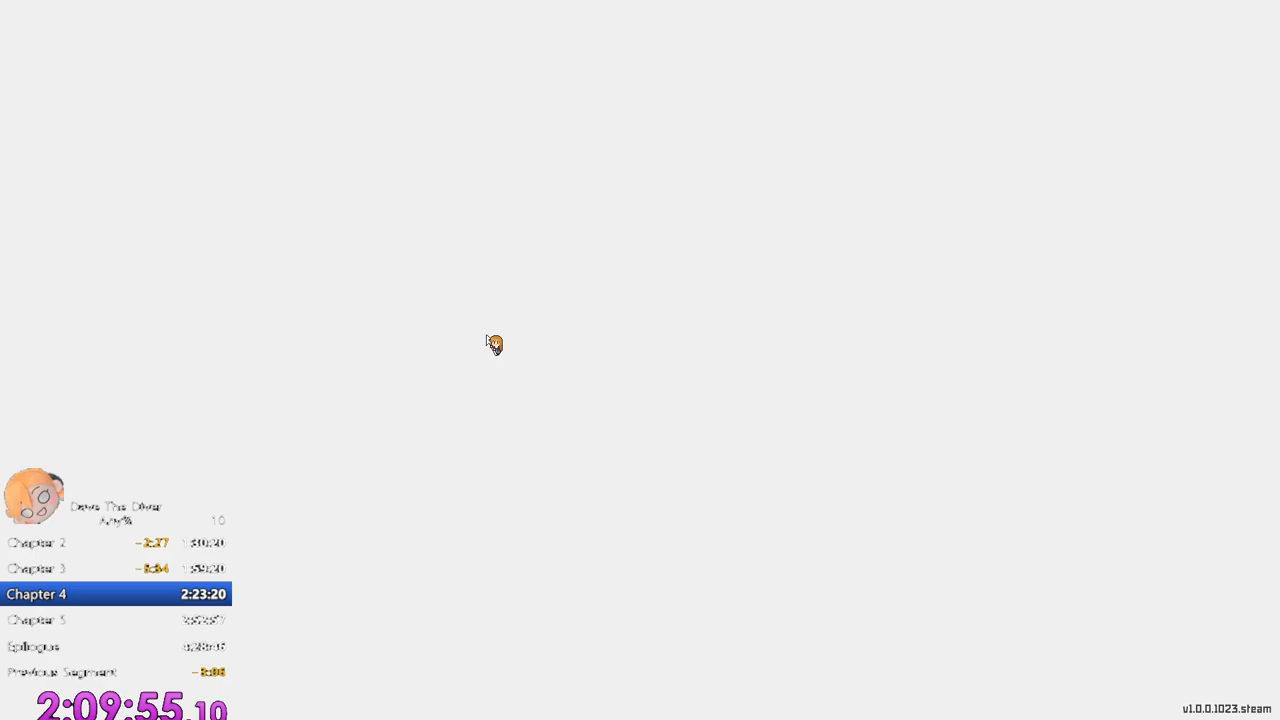 Dave The Diver
Any% 10
Chapter 2 -2:27 1:30:20
Chapter 3 1:59:20
Chapter 4 2:23:20
Chapter 5
Epilogue
Previous Segment
2:09:55.10
v1.0.0.1023.steam